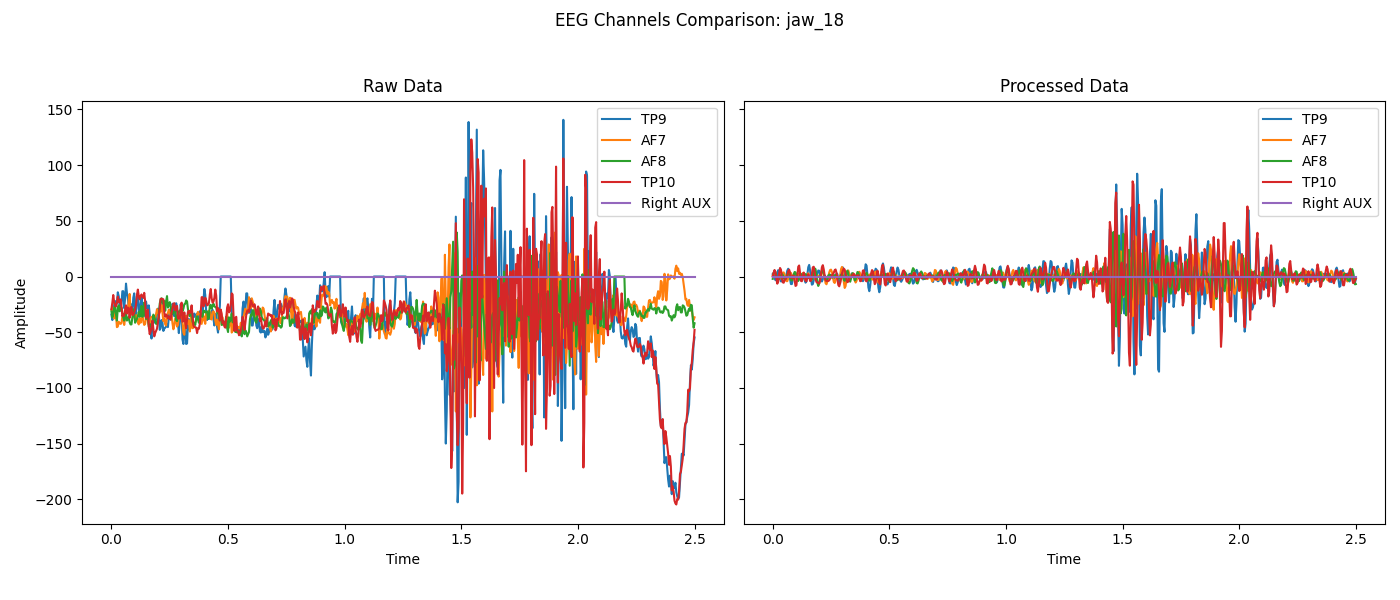 EEG Channels Comparison: jaw_18
Raw Data
Processed Data
TP9
AF7
AF8
TP10
Right AUX
TP9
AF7
AF8
TP10
Right AUX
Amplitude
150
100
50
0
−50
−100
−150
−200
0.0 0.5 1.0 1.5 2.0 2.5
0.0 0.5 1.0 1.5 2.0 2.5
Time
Time